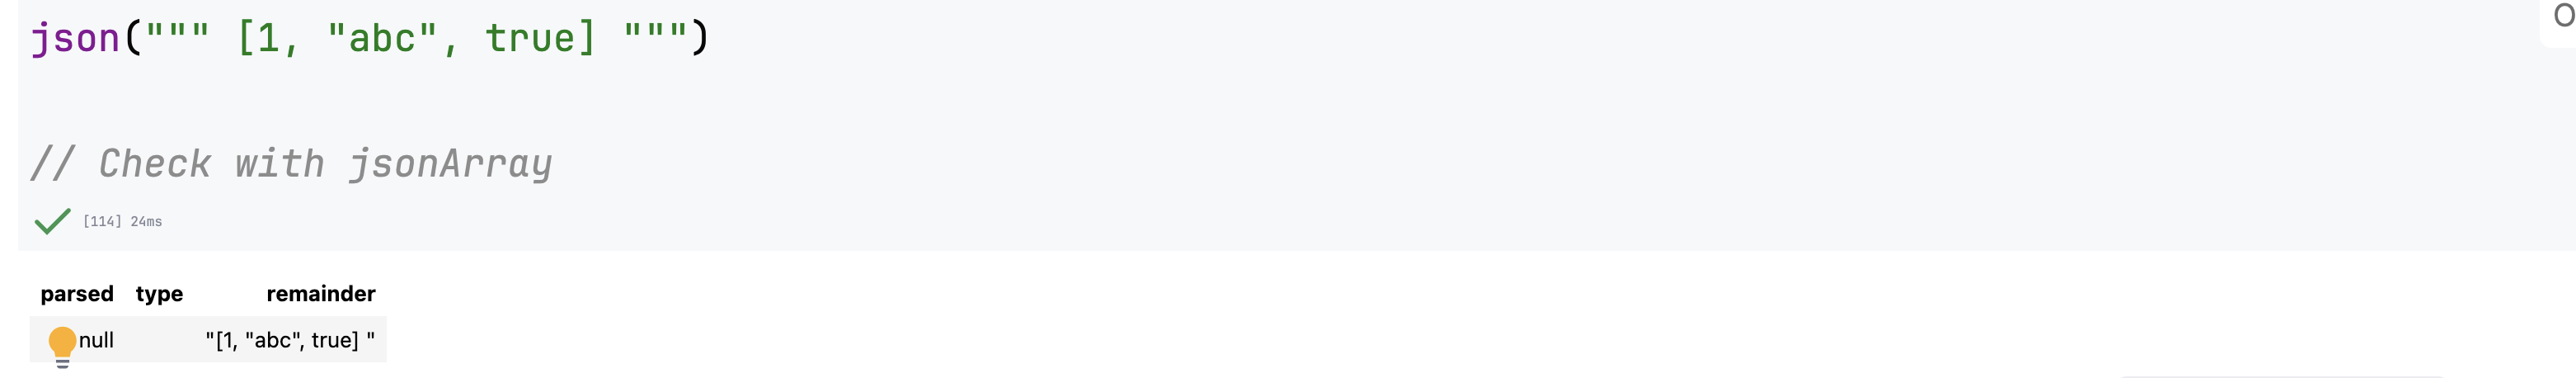 json(""" [1, "abc", true] """)
// Check with jsonArray
[114] 24ms
parsed type remainder
null "[1, "abc", true] "